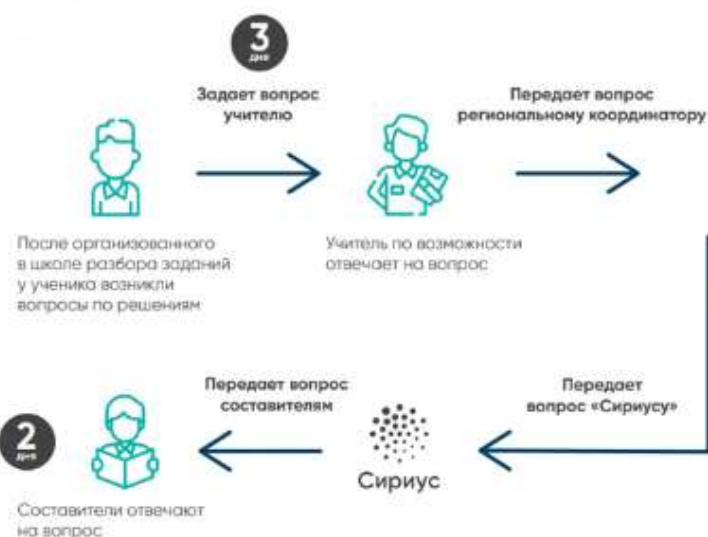 3
дня
Задает вопрос
учителю
Передает вопрос
региональному координатору
После организованного
в школе разбора заданий
у ученика возникли
вопросы по решениям
Учитель по возможности
отвечает на вопрос
Передает
вопрос «Сириусу»
Сириус
Передает вопрос
составителям
2
дня
Составители отвечают
на вопрос